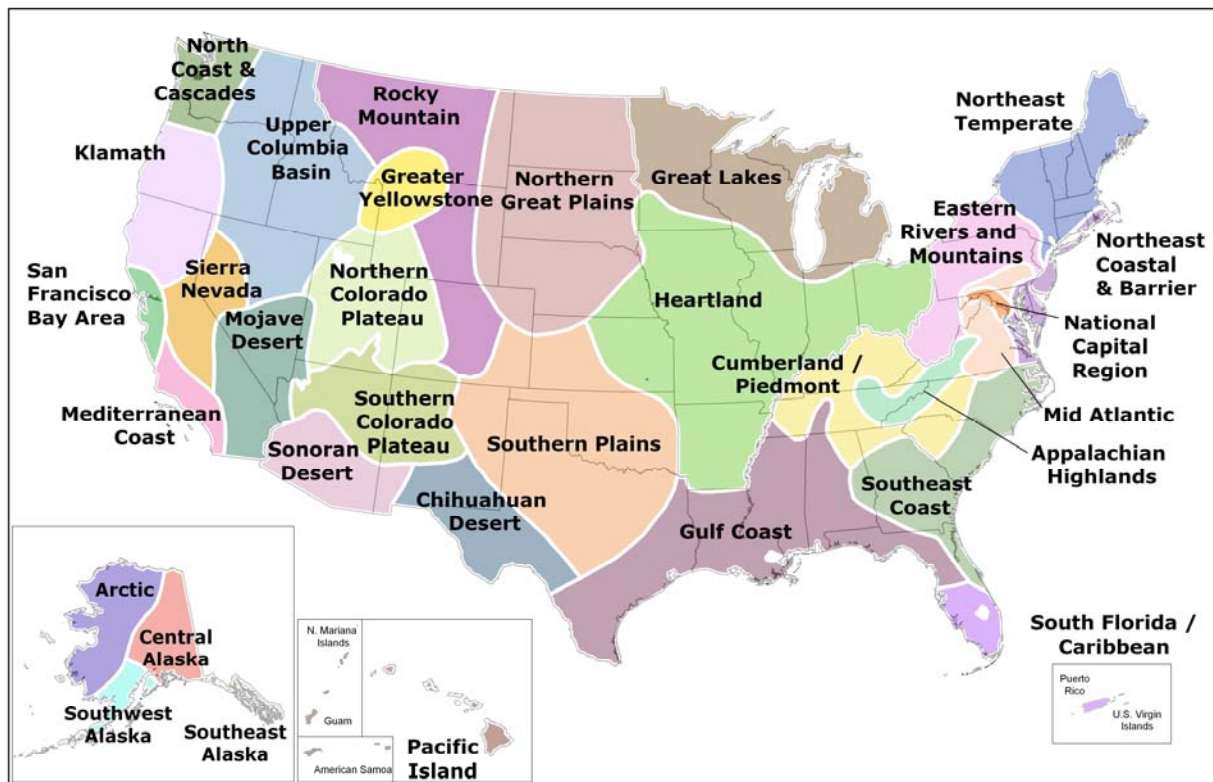 North
Coast &
Cascades
Klamath
Upper
Columbia
Basin
Rocky
Mountain
Greater
Yellowstone
Northern
Great Plains
Great Lakes
Northeast
Temperate
Eastern
Rivers and
Mountains
Northeast
Coastal
& Barrier
San
Francisco
Bay Area
Sierra
Nevada
Mojave
Desert
Northern
Colorado
Plateau
Heartland
National
Capital
Region
Cumberland /
Piedmont
Mediterranean
Coast
Southern
Colorado
Plateau
Sonoran
Desert
Southern Plains
Mid Atlantic
Appalachian
Highlands
Chihuahuan
Desert
Southeast
Coast
Gulf Coast
South Florida /
Caribbean
Puerto
Rico
U.S. Virgin
Islands
Arctic
Central
Alaska
Southwest
Alaska
Southeast
Alaska
N. Mariana
Islands
Guam
American Samoa
Pacific
Island